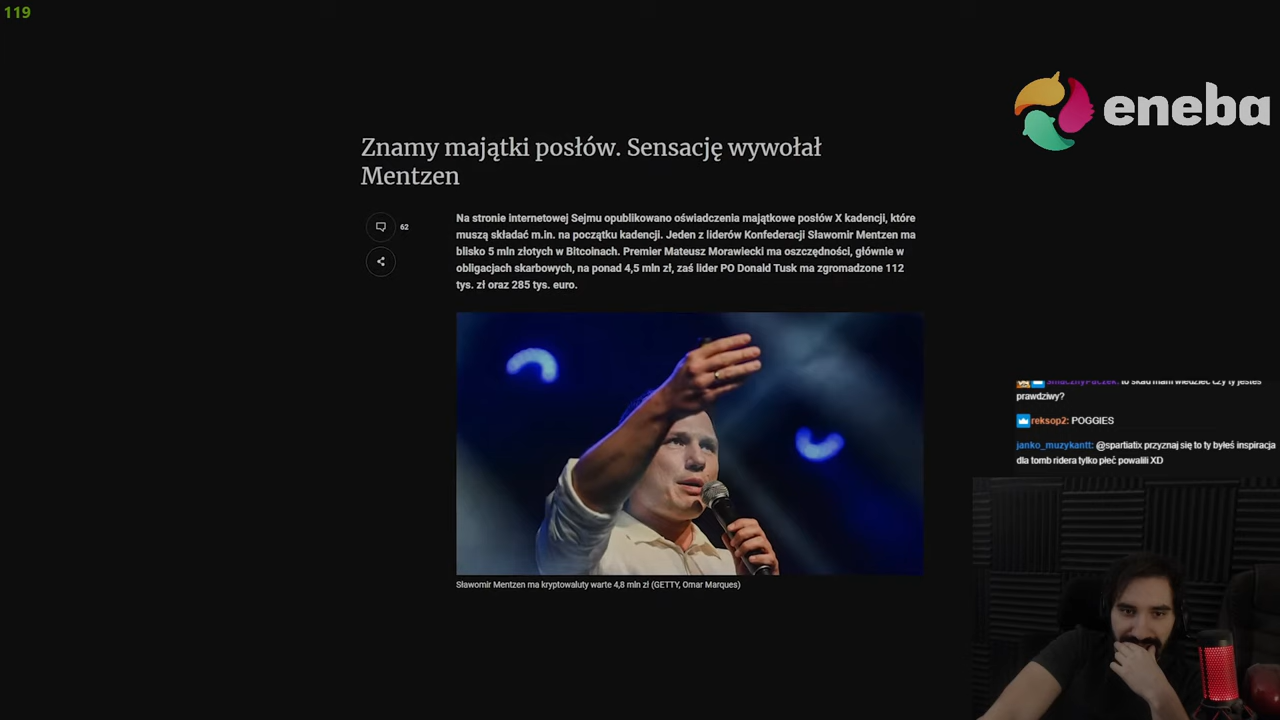 119
eneba
Znamy majątki posłów. Sensację wywołał
Mentzen
62
Na stronie internetowej Sejmu opublikowano oświadczenia majątkowe posłów X kadencji, które
muszą składać m.in. na początku kadencji. Jeden z liderów Konfederacji Sławomir Mentzen ma
blisko 5 mln złotych w Bitcoinach. Premier Mateusz Morawiecki ma oszczędności, głównie w
obligacjach skarbowych, na ponad 4,5 mln zł, zaś lider PO Donald Tusk ma zgromadzone 112
tys. zł oraz 285 tys. euro.
Sławomir Mentzen ma kryptowaluty warte 4,8 mln zł (GETTY, Omar Marques)
SmacznyPaczek: to skad mam wiedziec czy ty jestes
prawdziwy?
reksop2: POGGIES
janko_muzykantt: @spartiatix przyznaj się to ty byłeś inspiracja
dla tomb ridera tylko płeć powalili XD